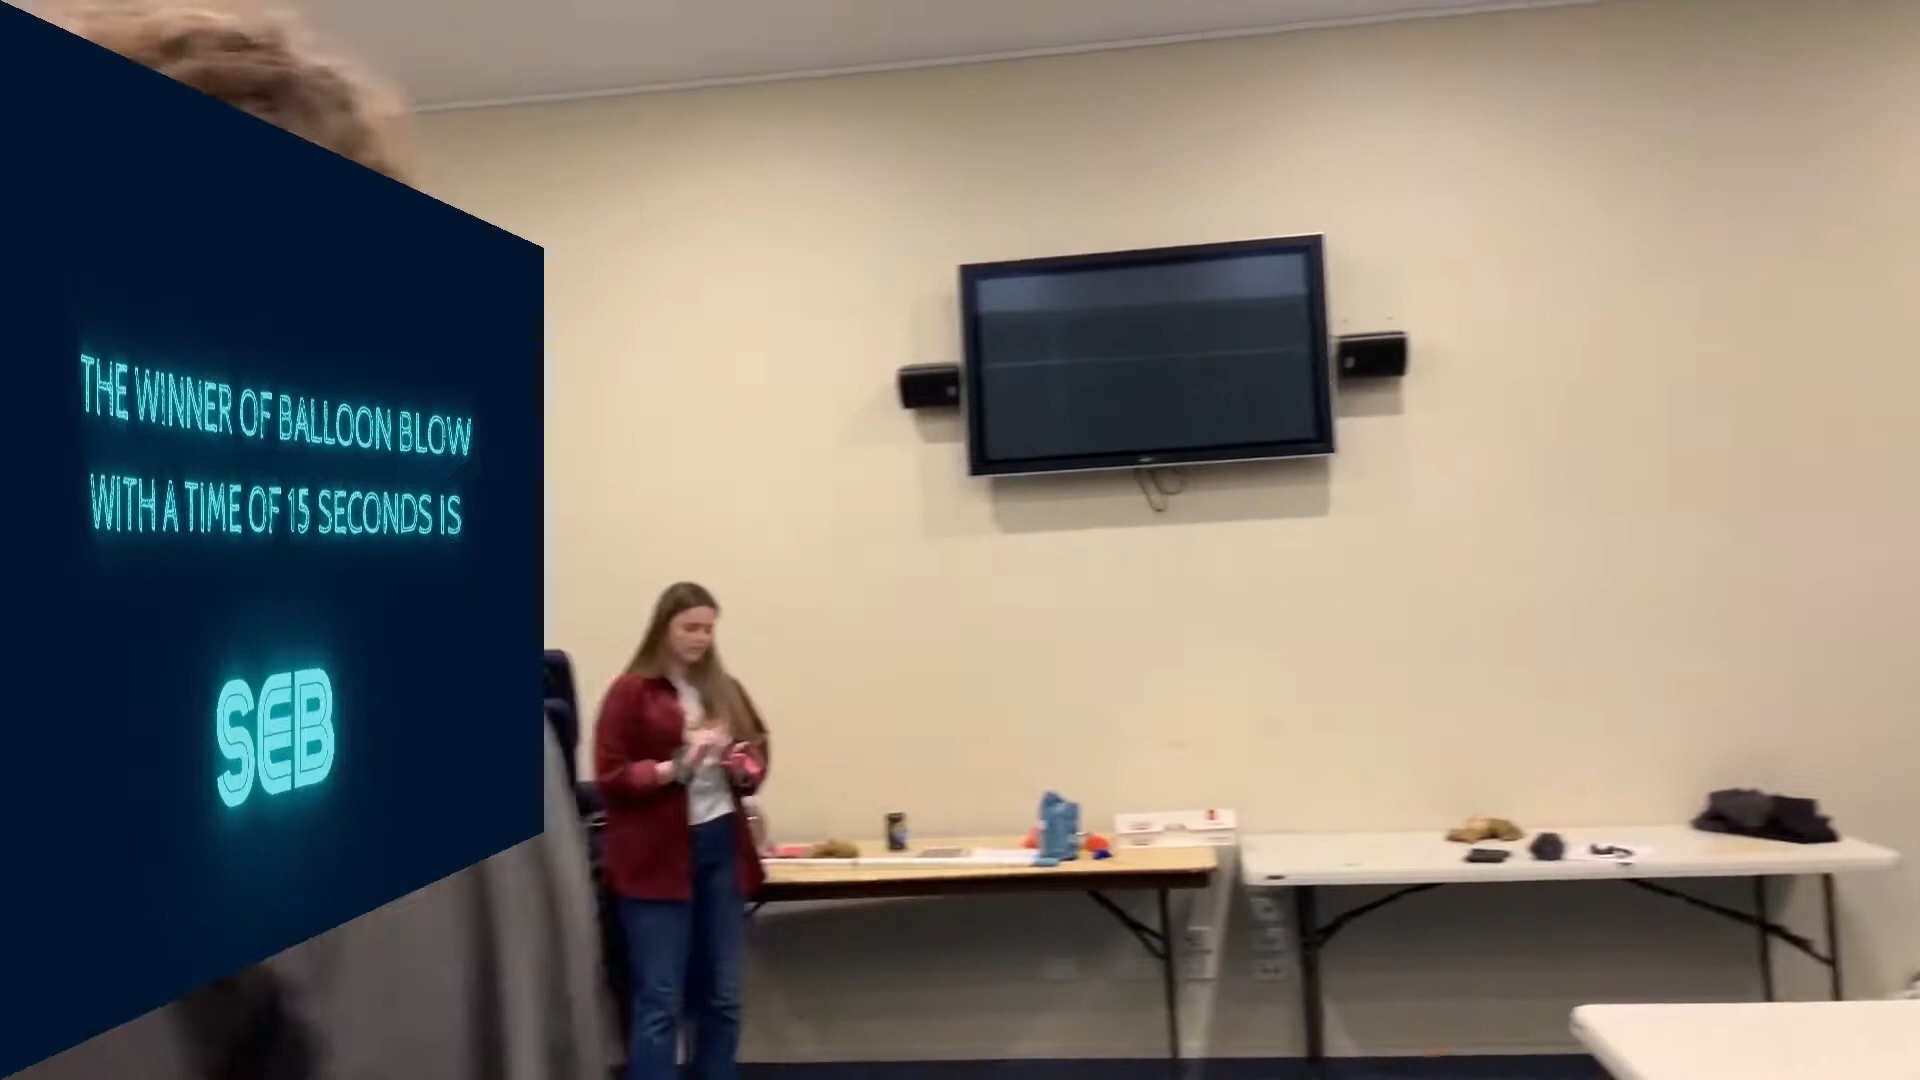 THE WINNER OF BALLOON BLOW
WITH A TIME OF 15 SECONDS IS
SEB